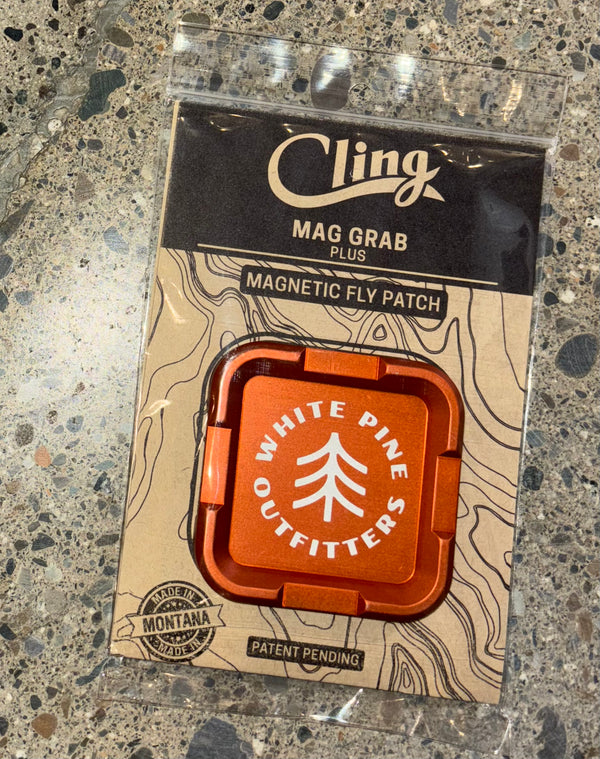 Cling
MAG GRAB
PLUS
MAGNETIC FLY PATCH
WHITE PINE
OUTFITTERS
MADE IN
MONTANA
MADE IN
PATENT PENDING